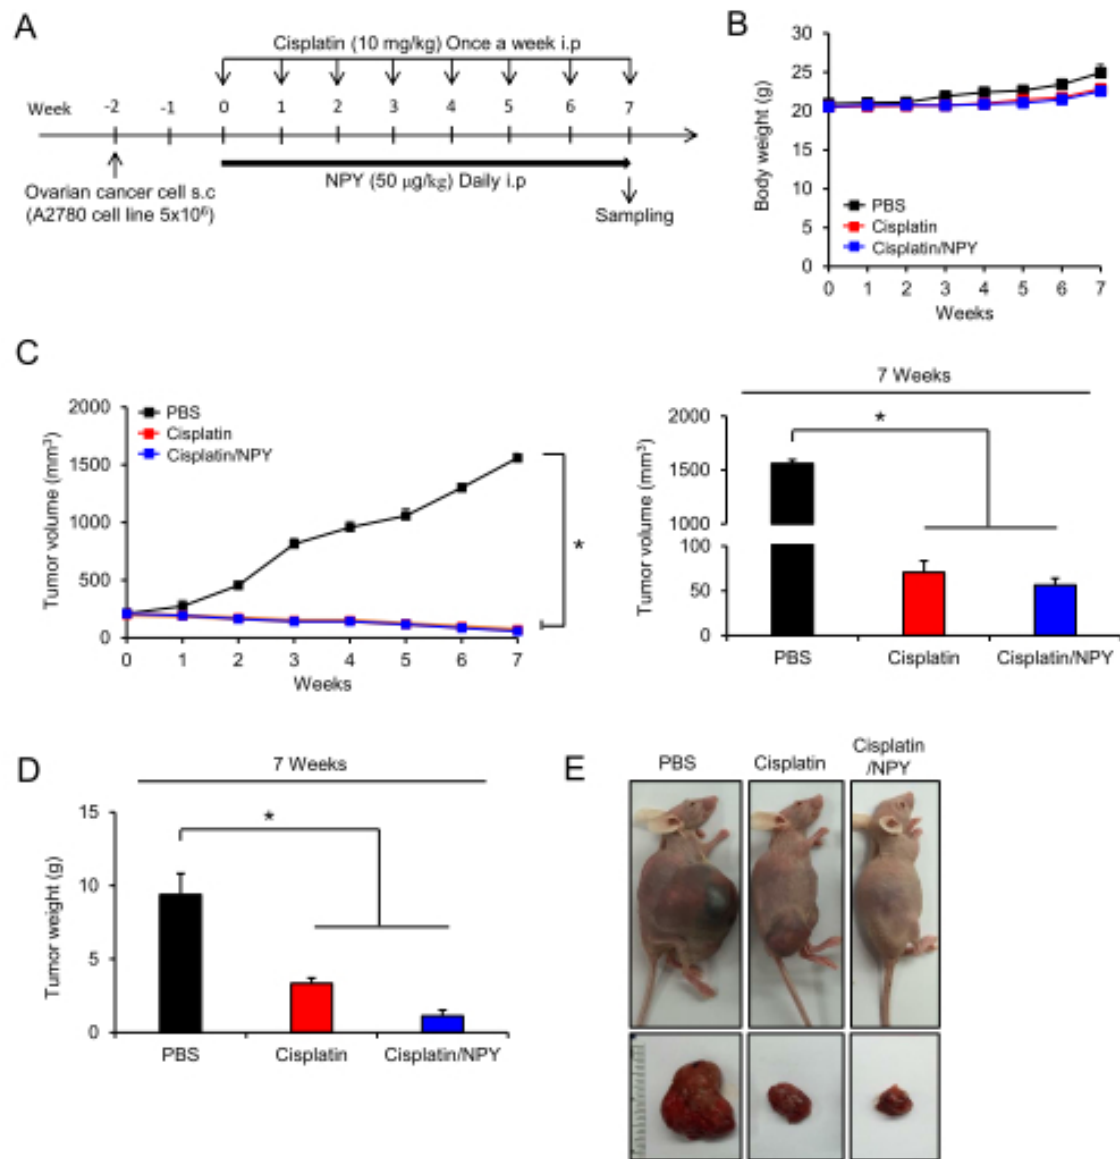 A
Cisplatin (10 mg/kg) Once a week i.p
Week -2 -1 0 1 2 3 4 5 6 7
NPY (50 μg/kg) Daily i.p
Ovarian cancer cell s.c
(A2780 cell line 5x10⁶)
Sampling
B
Body weight (g)
30
25
20
15
10
5
0
PBS
Cisplatin
Cisplatin/NPY
0 1 2 3 4 5 6 7
Weeks
C
Tumor volume (mm³)
2000
1500
1000
500
0
PBS
Cisplatin
Cisplatin/NPY
*
0 1 2 3 4 5 6 7
Weeks
7 Weeks
Tumor volume (mm³)
2000
1500
1000
100
50
0
*
PBS Cisplatin Cisplatin/NPY
D
7 Weeks
Tumor weight (g)
15
10
5
0
*
PBS Cisplatin Cisplatin/NPY
E
PBS Cisplatin Cisplatin
/NPY